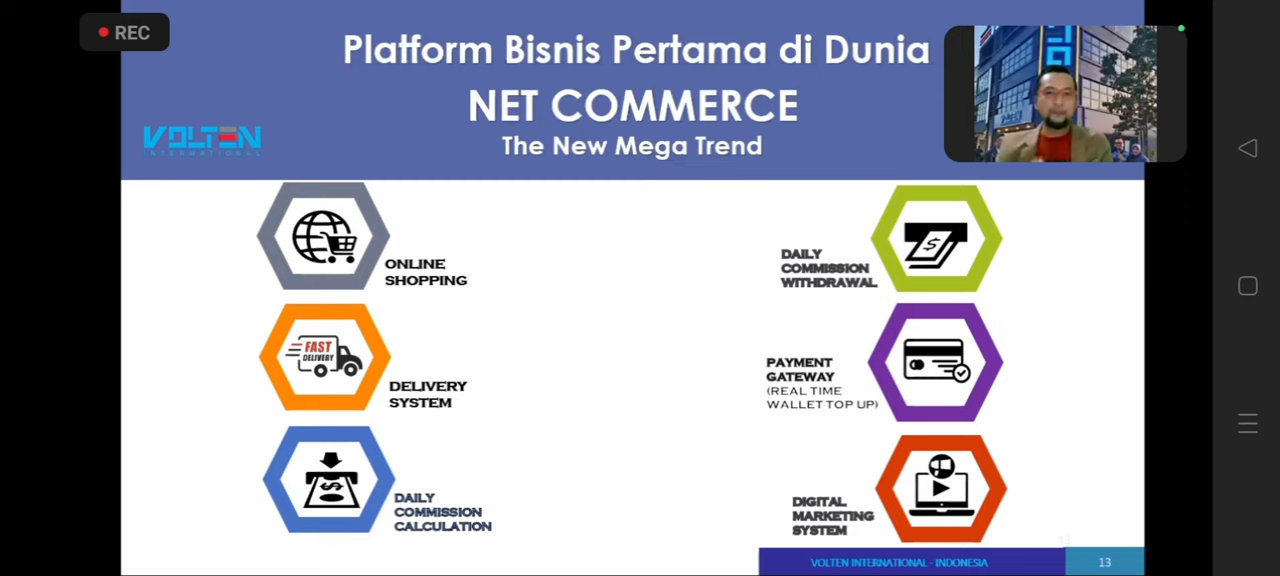 REC
Platform Bisnis Pertama di Dunia
NET COMMERCE
The New Mega Trend
VOLTEN
INTERNATIONAL
ONLINE
SHOPPING
FAST
DELIVERY
DELIVERY
SYSTEM
DAILY
COMMISSION
CALCULATION
DAILY
COMMISSION
WITHDRAWAL
PAYMENT
GATEWAY
(REAL TIME
WALLET TOP UP)
DIGITAL
MARKETING
SYSTEM
13
VOLTEN INTERNATIONAL - INDONESIA
13